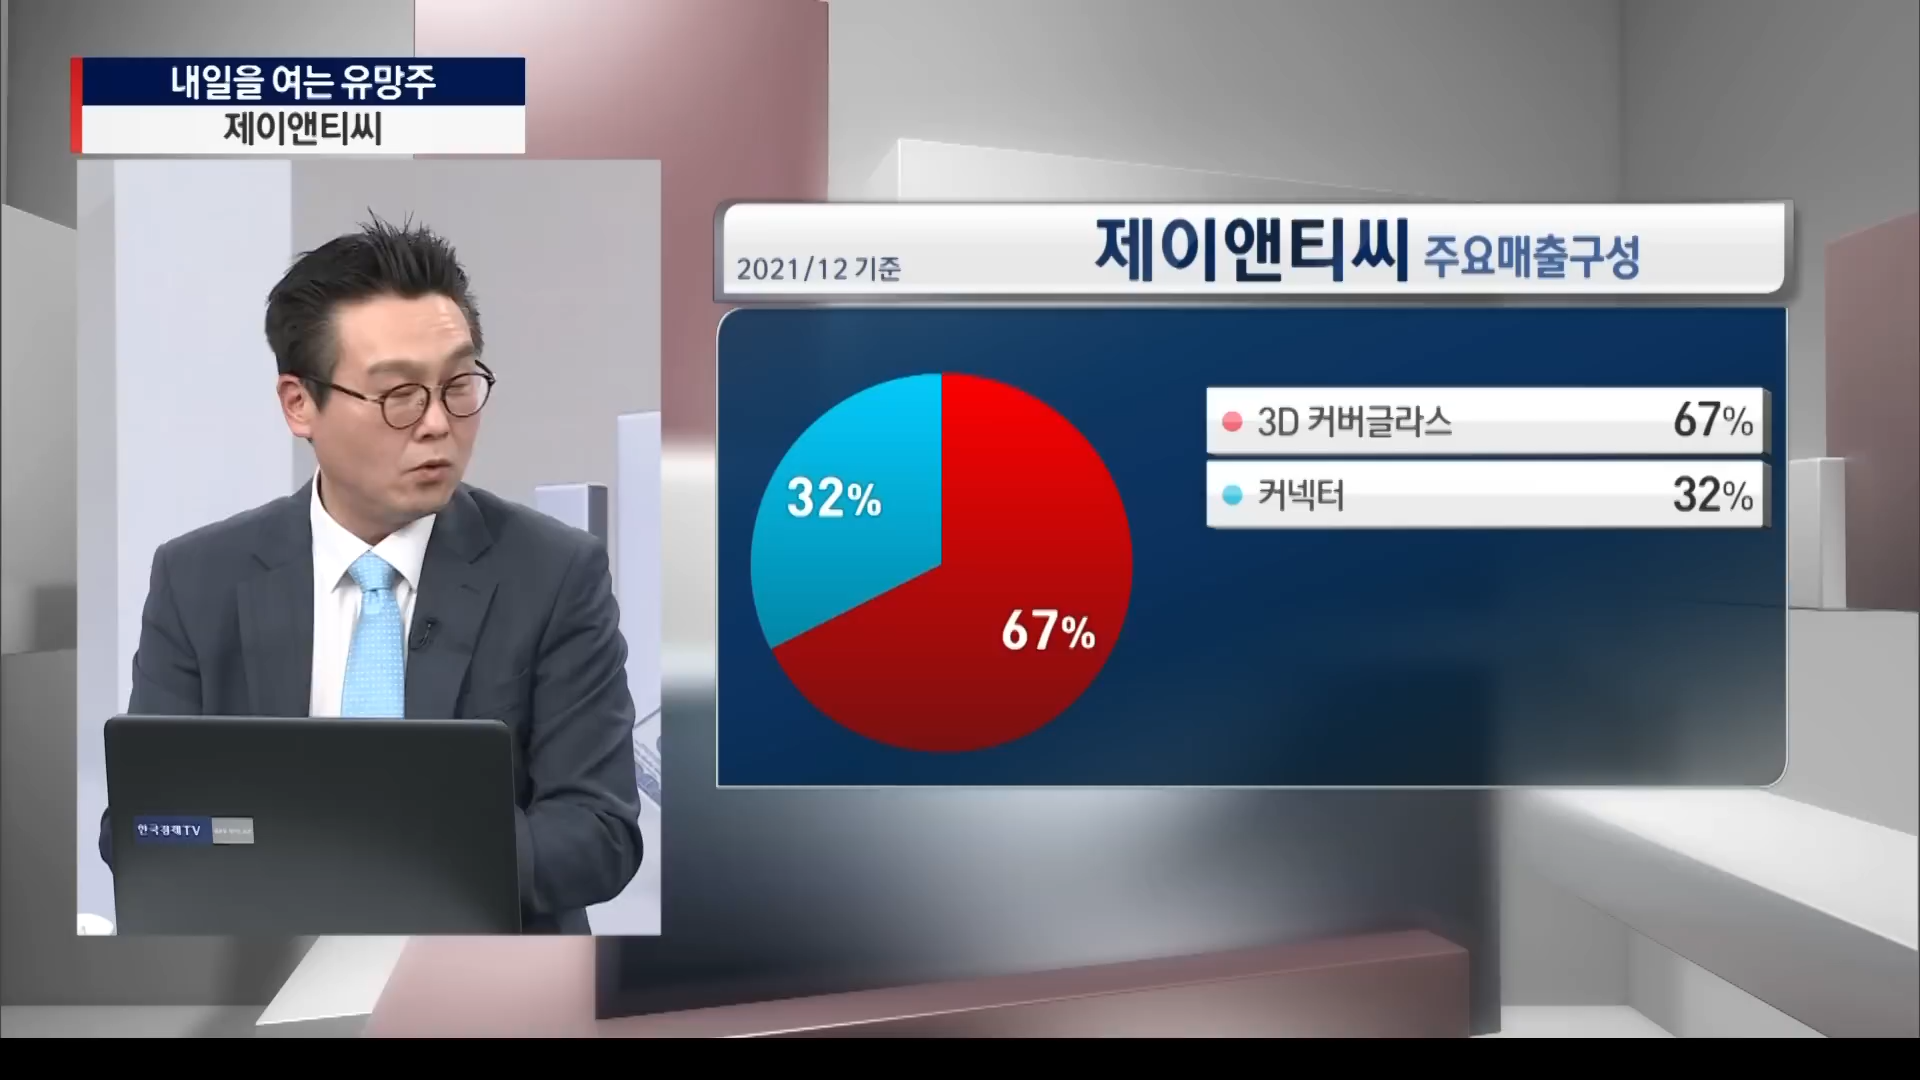 내일을 여는 유망주
제이앤티씨
2021/12 기준
제이앤티씨 주요매출구성
32%
67%
3D 커버글라스 67%
커넥터 32%
한국경제TV